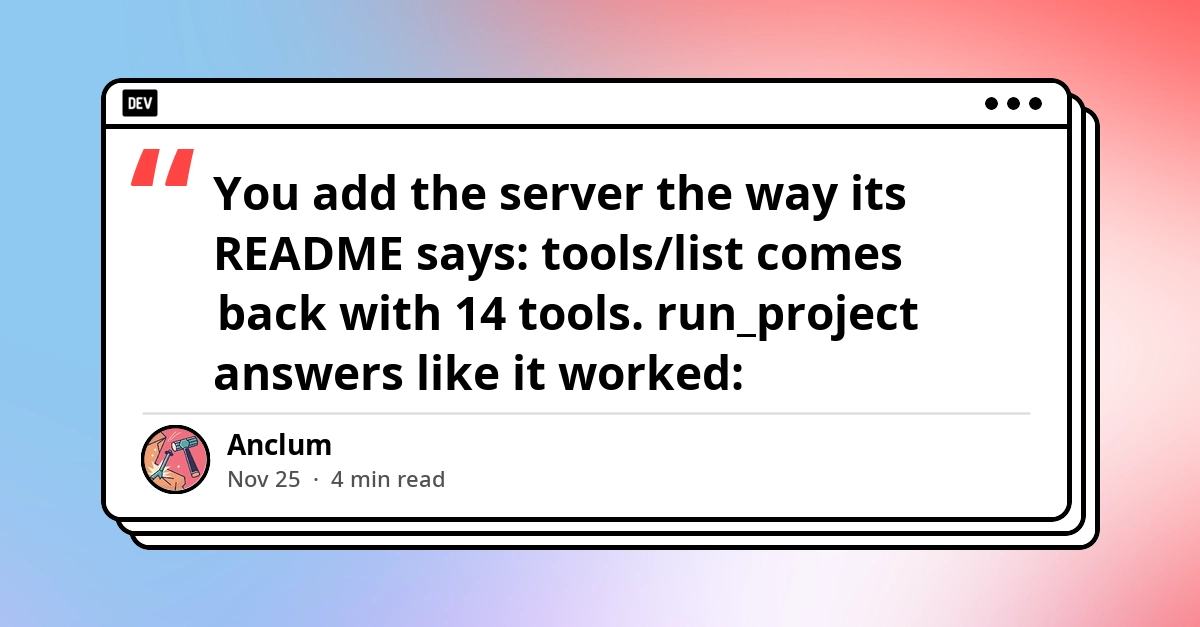 DEV
“
You add the server the way its
README says: tools/list comes
back with 14 tools. run_project
answers like it worked:
Anclum
Nov 25 · 4 min read